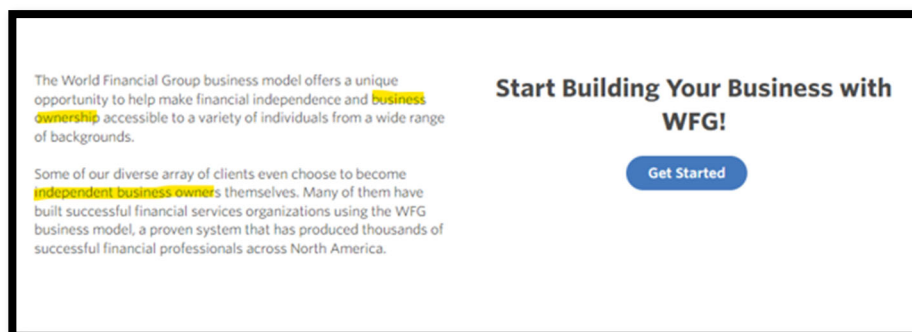 The World Financial Group business model offers a unique
opportunity to help make financial independence and business
ownership accessible to a variety of individuals from a wide range
of backgrounds.
Some of our diverse array of clients even choose to become
independent business owners themselves. Many of them have
built successful financial services organizations using the WFG
business model, a proven system that has produced thousands of
successful financial professionals across North America.
Start Building Your Business with
WFG!
Get Started